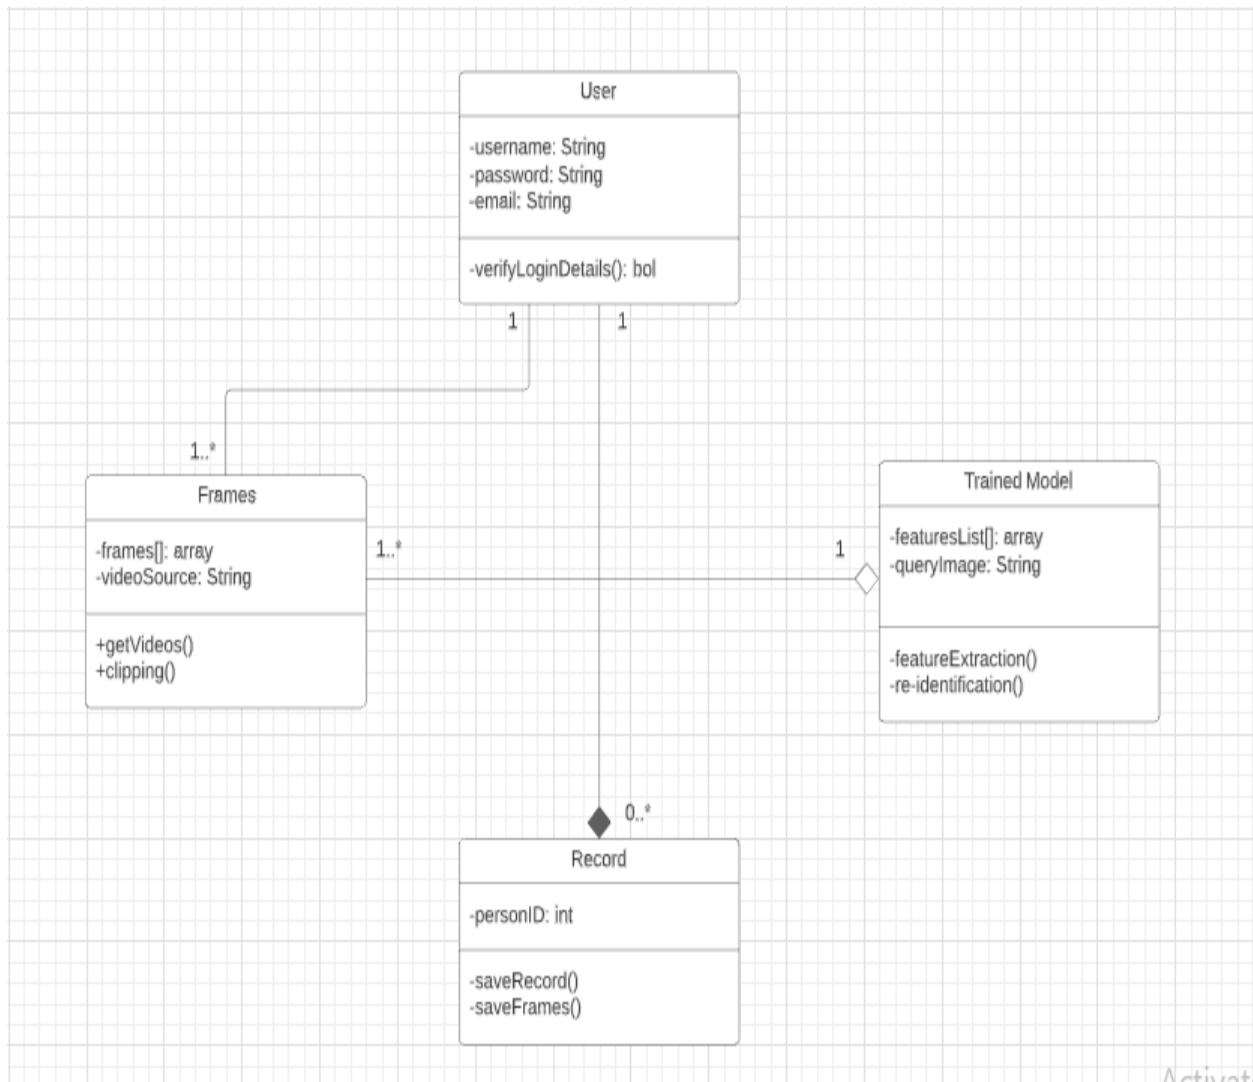 User
-username: String
-password: String
-email: String
-verifyLoginDetails(): bol
1
1
1..*
Frames
-frames[]: array
-videoSource: String
+getVideos()
+clipping()
1..*
1
Trained Model
-featuresList[]: array
-queryImage: String
-featureExtraction()
-re-identification()
0..*
Record
-personID: int
-saveRecord()
-saveFrames()